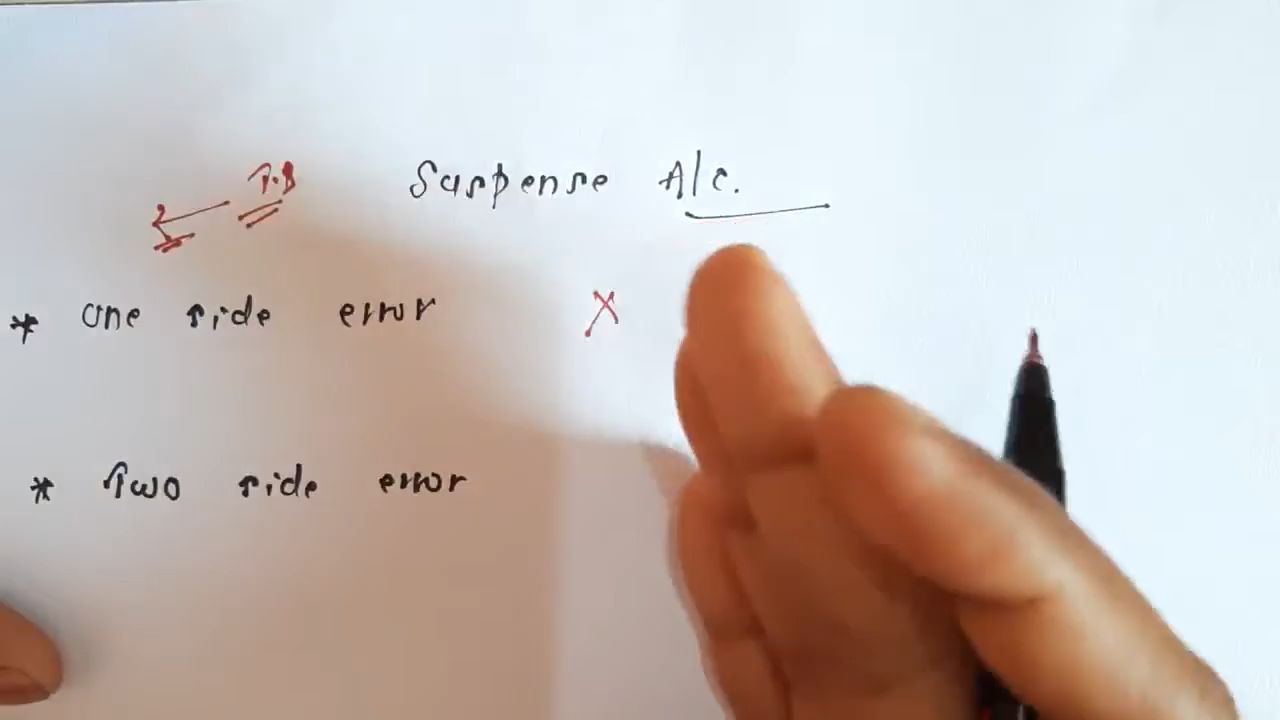 T.B
Suspense A/c.
* One side error X
* Two side error